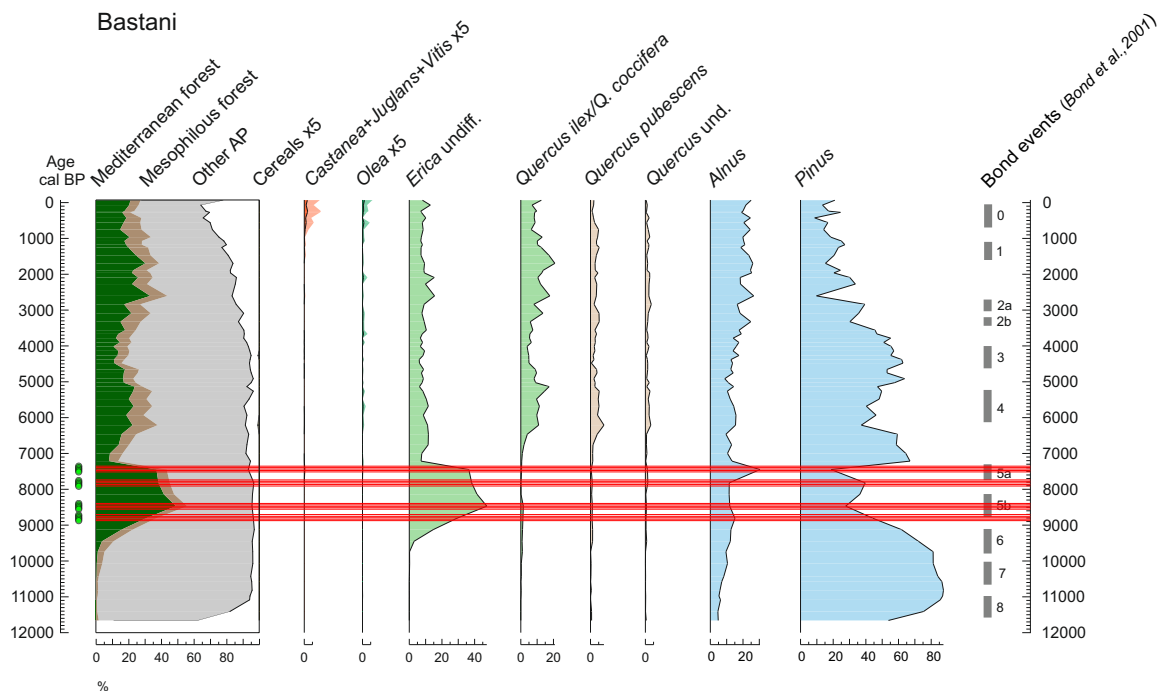 Bastani
Age
cal BP
Mediterranean forest
Mesophilous forest
Other AP
Cereals x5
Castanea+Juglans+Vitis x5
Olea x5
Erica undiff.
Quercus ilex/Q. coccifera
Quercus pubescens
Quercus und.
Alnus
Pinus
Bond events (Bond et al.,2001)
0
1000
2000
3000
4000
5000
6000
7000
8000
9000
10000
11000
12000
0
1
2a
2b
3
4
5a
5b
6
7
8
0
1000
2000
3000
4000
5000
6000
7000
8000
9000
10000
11000
12000
0 20 40 60 80
0
0
0 20 40
0
0
0
0 20
0 20 40 60 80
%